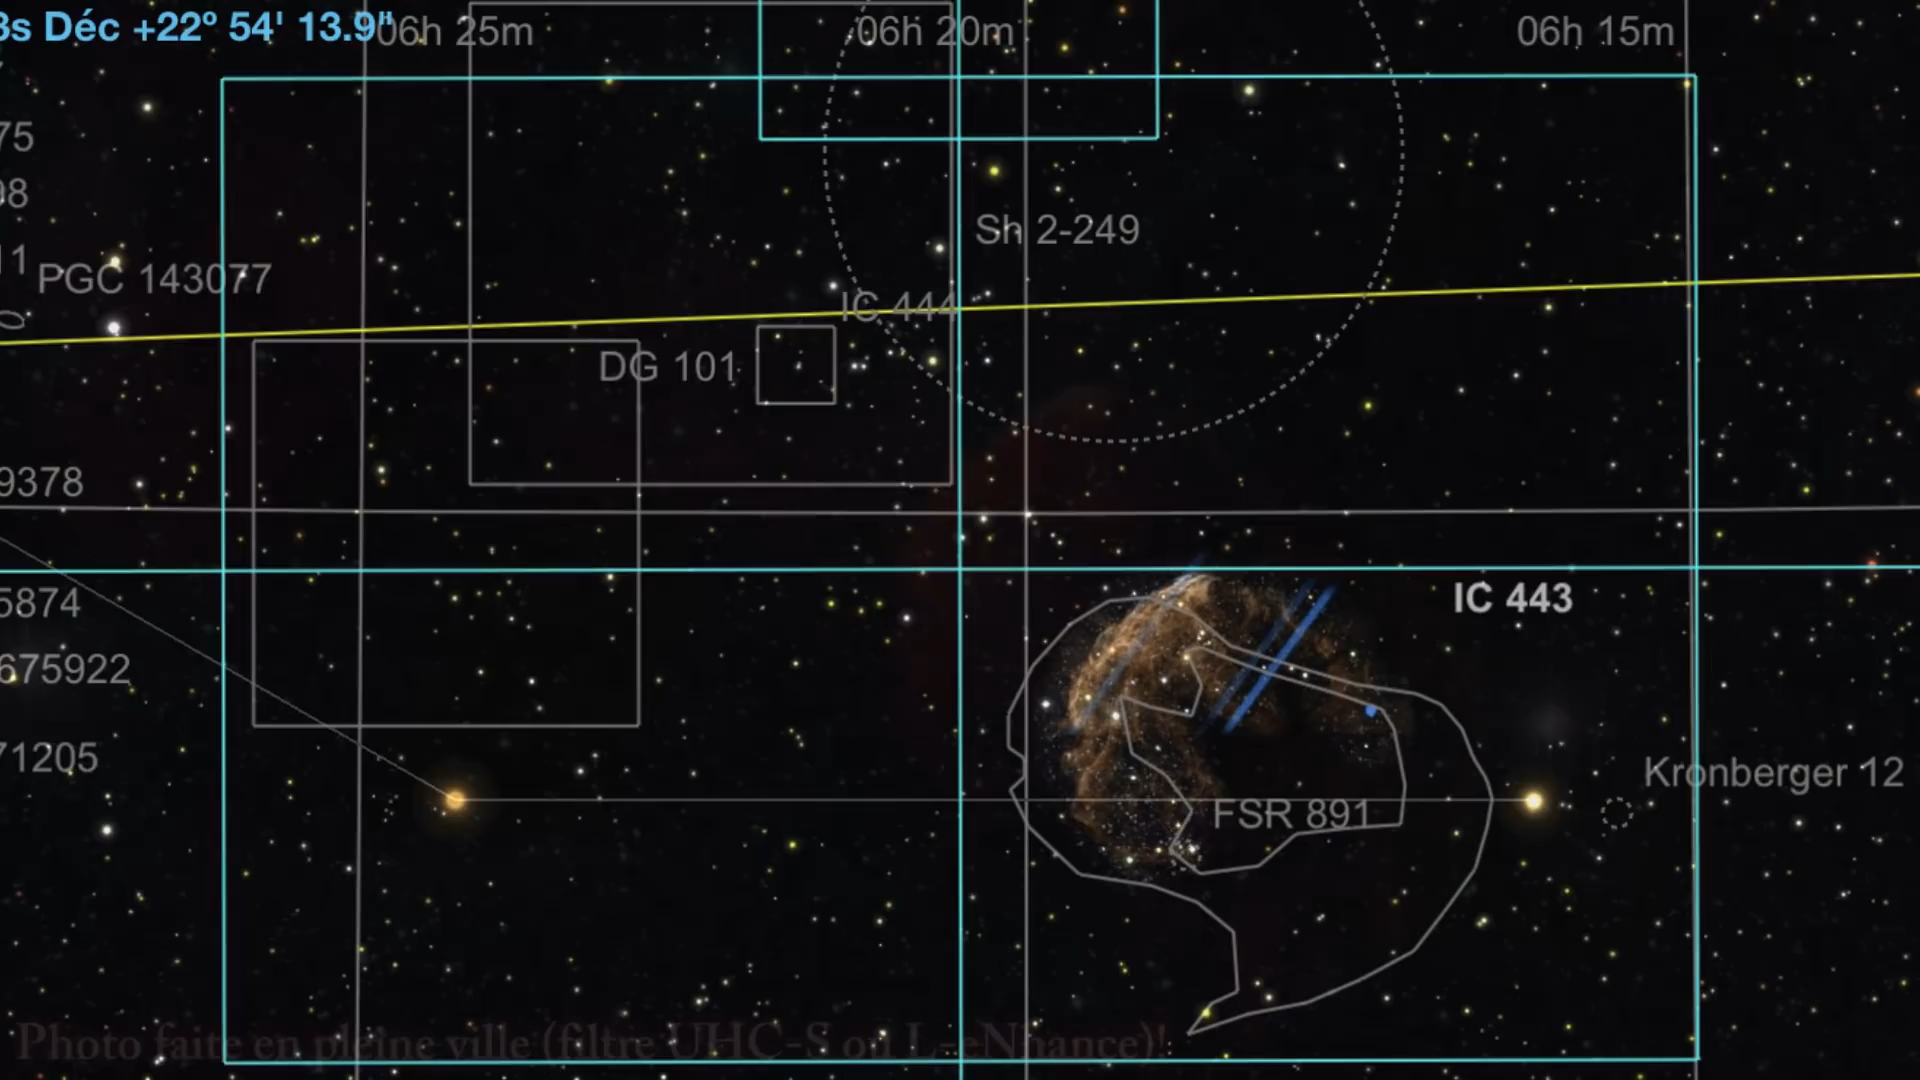 3s Déc +22° 54' 13.9"
06h 25m
06h 20m
06h 15m
75
98
11
PGC 143077
0
Sh 2-249
IC 444
DG 101
9378
5874
IC 443
675922
71205
Kronberger 12
FSR 891
Photo faite en pleine ville (filtre UHC-S ou L-eNhance)!